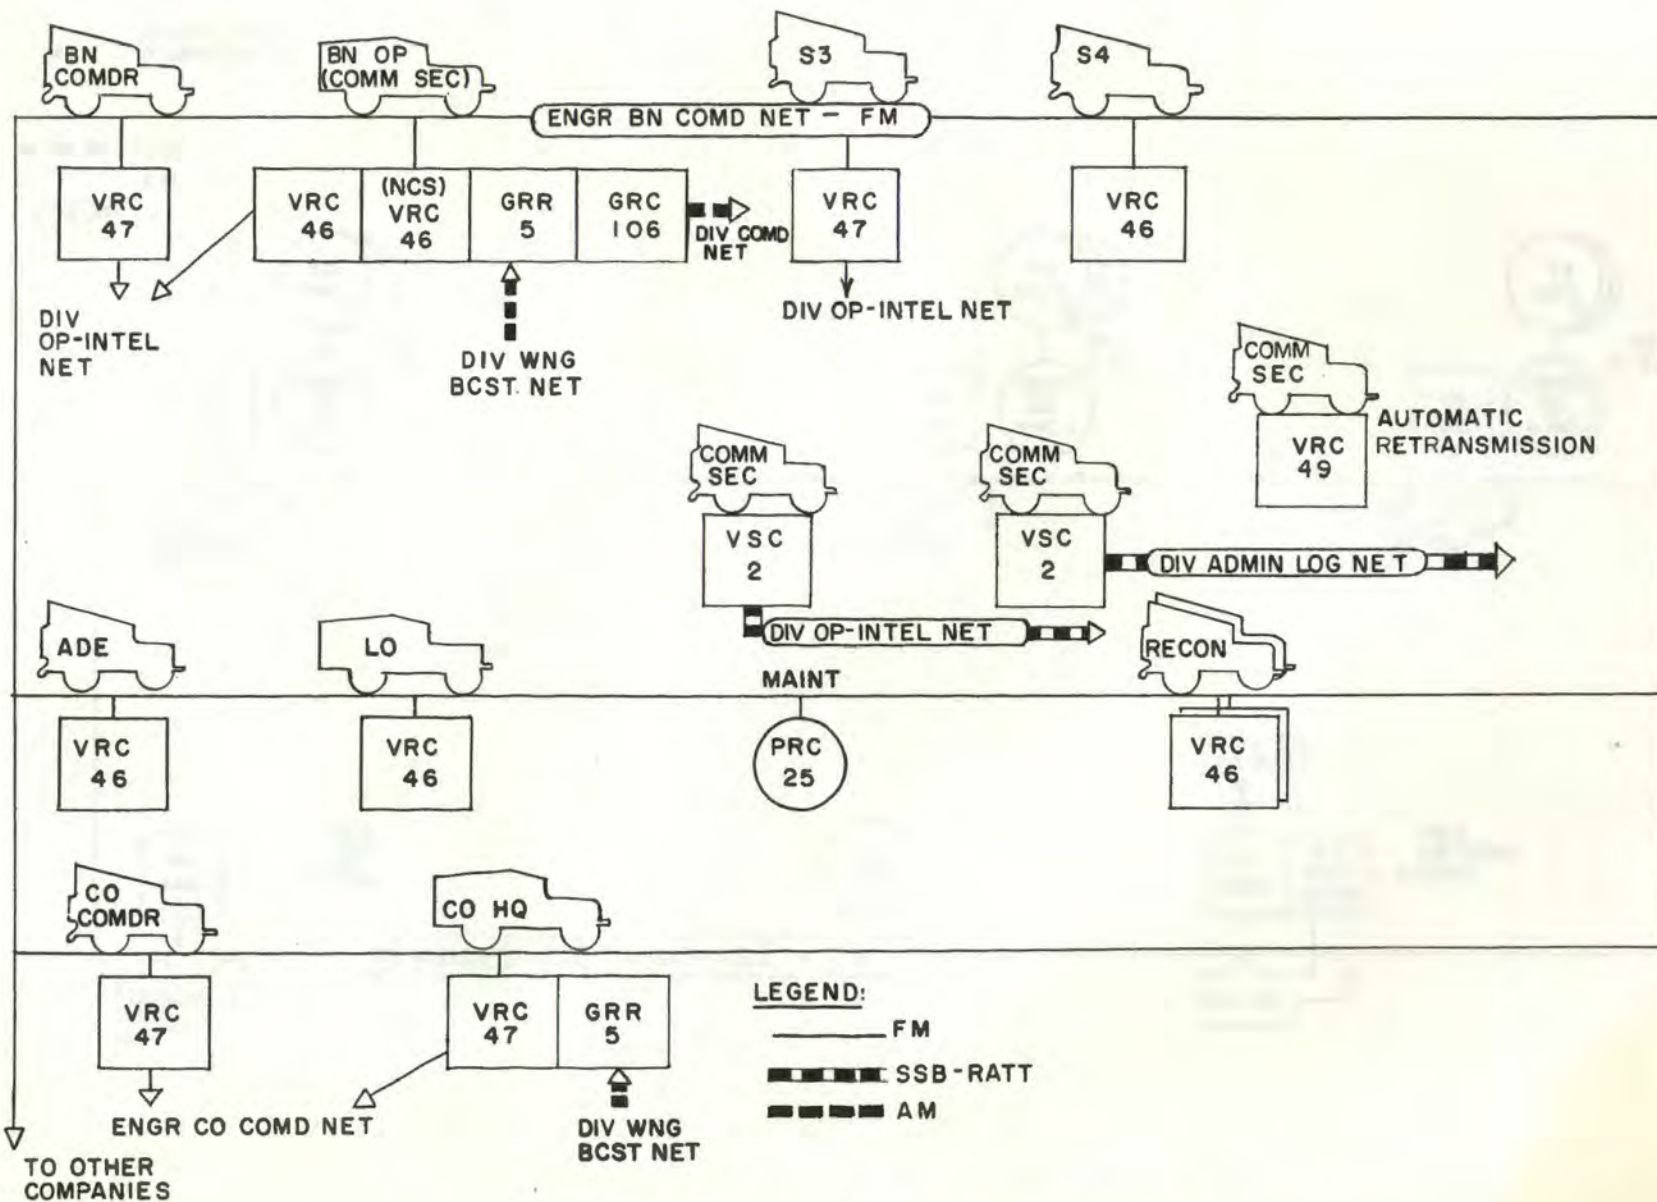 BN
COMDR
BN OP
(COMM SEC)
S3
S4
ENGR BN COMD NET - FM
VRC
47
VRC
46
(NCS)
VRC
46
GRR
5
GRC
106
DIV COMD
NET
VRC
47
VRC
46
DIV
OP-INTEL
NET
DIV WNG
BCST. NET
DIV OP-INTEL NET
COMM
SEC
VRC
49
AUTOMATIC
RETRANSMISSION
COMM
SEC
VSC
2
COMM
SEC
VSC
2
DIV ADMIN LOG NET
DIV OP-INTEL NET
ADE
LO
MAINT
RECON
VRC
46
VRC
46
PRC
25
VRC
46
CO
COMDR
CO HQ
VRC
47
VRC
47
GRR
5
ENGR CO COMD NET
DIV WNG
BCST NET
LEGEND:
FM
SSB-RATT
AM
TO OTHER
COMPANIES